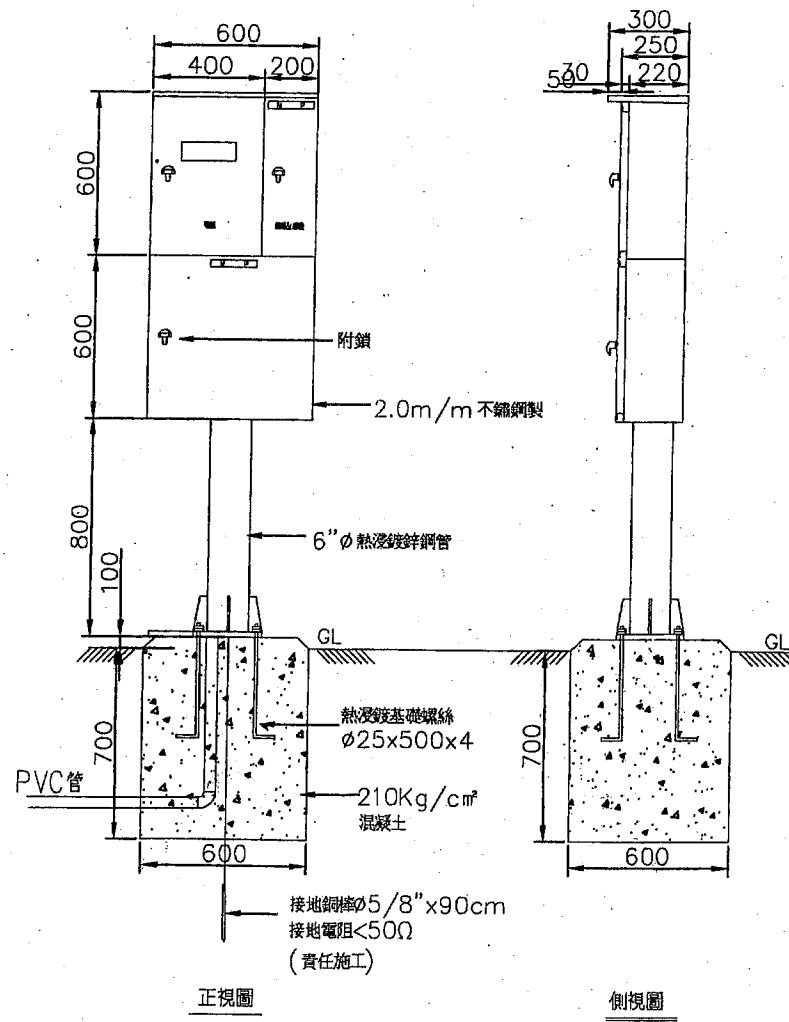 600
400
200
600
600
800
100
700
附鎖
2.0m/m 不鏽鋼製
6"Ø 熱浸鍍鋅鋼管
GL
熱浸鍍基礎螺絲
Ø25x500x4
PVC管
210Kg/cm²
混凝土
600
接地銅棒Ø5/8"x90cm
接地電阻<50Ω
(責任施工)
正視圖
300
250
30
220
50
GL
700
600
側視圖